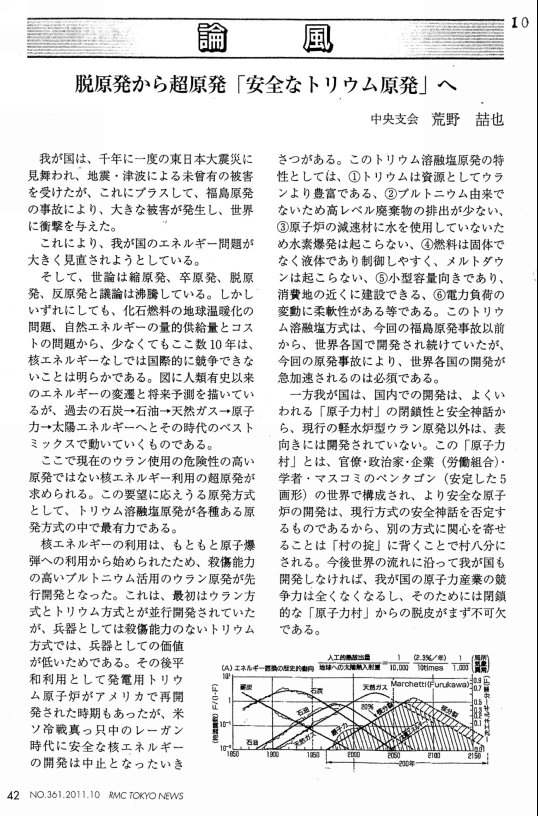 10
論風
脱原発から超原発「安全なトリウム原発」へ
中央支会 荒野 喆也
我が国は、千年に一度の東日本大震災に
見舞われ、地震・津波による未曾有の被害
を受けたが、これにプラスして、福島原発
の事故により、大きな被害が発生し、世界
に衝撃を与えた。
これにより、我が国のエネルギー問題が
大きく見直されようとしている。
そして、世論は縮原発、卒原発、脱原
発、反原発と議論は沸騰している。しかし
いずれにしても、化石燃料の地球温暖化の
問題、自然エネルギーの量的供給量とコス
トの問題から、少なくてもここ数10年は、
核エネルギーなしでは国際的に競争できな
いことは明らかである。図に人類有史以来
のエネルギーの変遷と将来予測を描いてい
るが、過去の石炭→石油→天然ガス→原子
力→太陽エネルギーへとその時代のベスト
ミックスで動いていくものである。
ここで現在のウラン使用の危険性の高い
原発ではない核エネルギー利用の超原発が
求められる。この要望に応えうる原発方式
として、トリウム溶融塩原発が各種ある原
発方式の中で最有力である。
核エネルギーの利用は、もともと原子爆
弾への利用から始められたため、殺傷能力
の高いプルトニウム活用のウラン原発が先
行開発となった。これは、最初はウラン方
式とトリウム方式とが並行開発されていた
が、兵器としては殺傷能力のないトリウム
方式では、兵器としての価値
が低いためである。その後平
和利用として発電用トリウ
ム原子炉がアメリカで再開
発された時期もあったが、米
ソ冷戦真っ只中のレーガン
時代に安全な核エネルギー
の開発は中止となったいき
さつがある。このトリウム溶融塩原発の特
性としては、①トリウムは資源としてウラ
ンより豊富である、②プルトニウム由来で
ないため高レベル廃棄物の排出が少ない、
③原子炉の減速材に水を使用していないた
め水素爆発は起こらない、④燃料は固体で
なく液体であり制御しやすく、メルトダウ
ンは起こらない、⑤小型容量向きであり、
消費地の近くに建設できる、⑥電力負荷の
変動に柔軟性がある等である。このトリウ
ム溶融塩方式は、今回の福島原発事故以前
から、世界各国で開発され続けていたが、
今回の原発事故により、世界各国の開発が
急加速されるのは必須である。
一方我が国は、国内での開発は、よくい
われる「原子力村」の閉鎖性と安全神話か
ら、現行の軽水炉型ウラン原発以外は、表
向きには開発されていない。この「原子力
村」とは、官僚・政治家・企業（労働組合）・
学者・マスコミのペンタゴン（安定した5
画形）の世界で構成され、より安全な原子
炉の開発は、現行方式の安全神話を否定す
るものであるから、別の方式に関心を寄せ
ることは「村の掟」に背くことで村八分に
される。今後世界の流れに沿って我が国も
開発しなければ、我が国の原子力産業の競
争力は全くなくなるし、そのためには閉鎖
的な「原子力村」からの脱皮がまず不可欠
である。
人工的熱放出量 1 (2.3%/年) 1
(A) エネルギー置換の歴史的動向 地球への太陽熱入射量 10,000 10times 1,000
石炭 天然ガス Marchetti(Furukawa)
20%
石油 天然ガス
1850 1900 1950 2000 2050 2100 2150
200年
42 NO.361.2011.10 RMC TOKYO NEWS